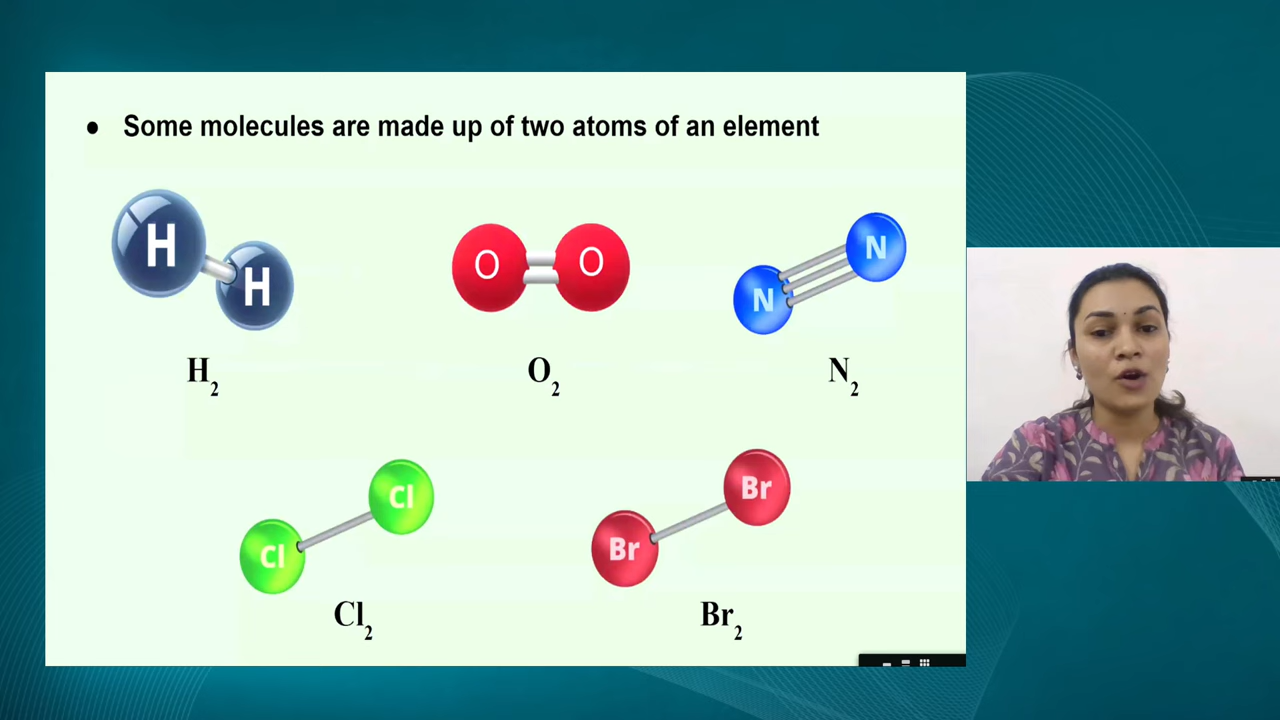 ● Some molecules are made up of two atoms of an element
H H
O O
N N
H₂
O₂
N₂
Cl Cl
Br Br
Cl₂
Br₂